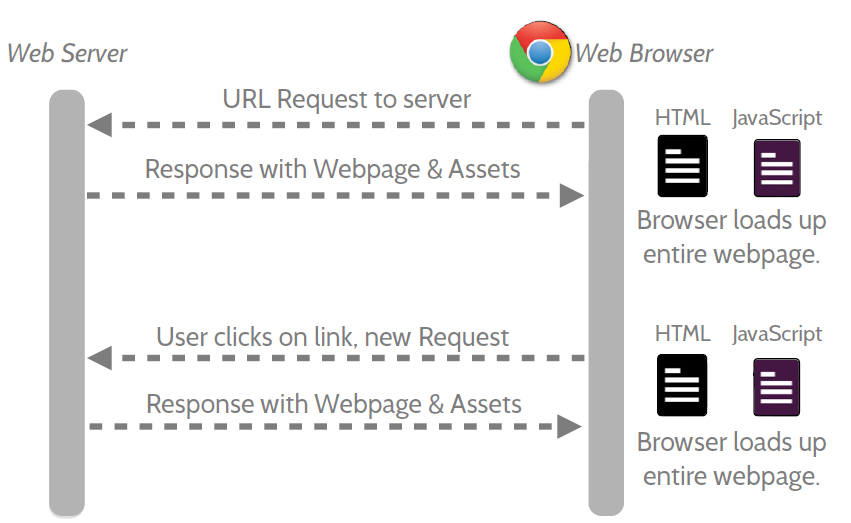 Web Server
Web Browser
URL Request to server
HTML
JavaScript
Response with Webpage & Assets
Browser loads up
entire webpage.
User clicks on link, new Request
HTML
JavaScript
Response with Webpage & Assets
Browser loads up
entire webpage.